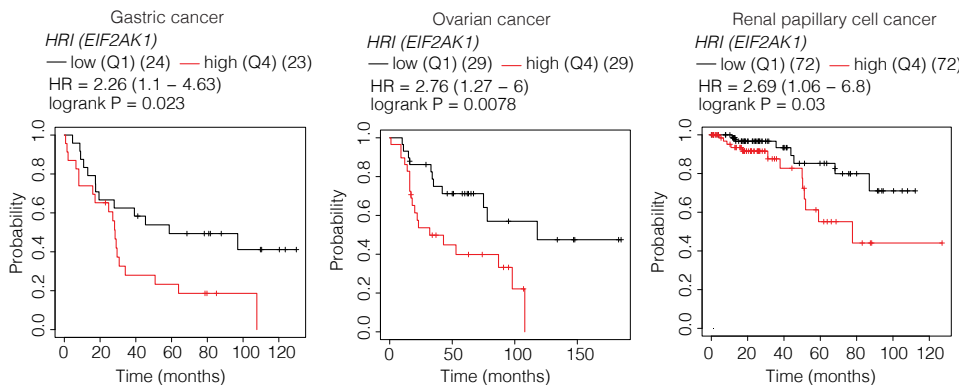 Gastric cancer
HRI (EIF2AK1)
low (Q1) (24) high (Q4) (23)
HR = 2.26 (1.1 – 4.63)
logrank P = 0.023
Probability
1.0
0.8
0.6
0.4
0.2
0.0
0 20 40 60 80 100 120
Time (months)
Ovarian cancer
HRI (EIF2AK1)
low (Q1) (29) high (Q4) (29)
HR = 2.76 (1.27 – 6)
logrank P = 0.0078
Probability
1.0
0.8
0.6
0.4
0.2
0.0
0 50 100 150
Time (months)
Renal papillary cell cancer
HRI (EIF2AK1)
low (Q1) (72) high (Q4) (72)
HR = 2.69 (1.06 – 6.8)
logrank P = 0.03
Probability
1.0
0.8
0.6
0.4
0.2
0.0
0 20 40 60 80 100 120
Time (months)